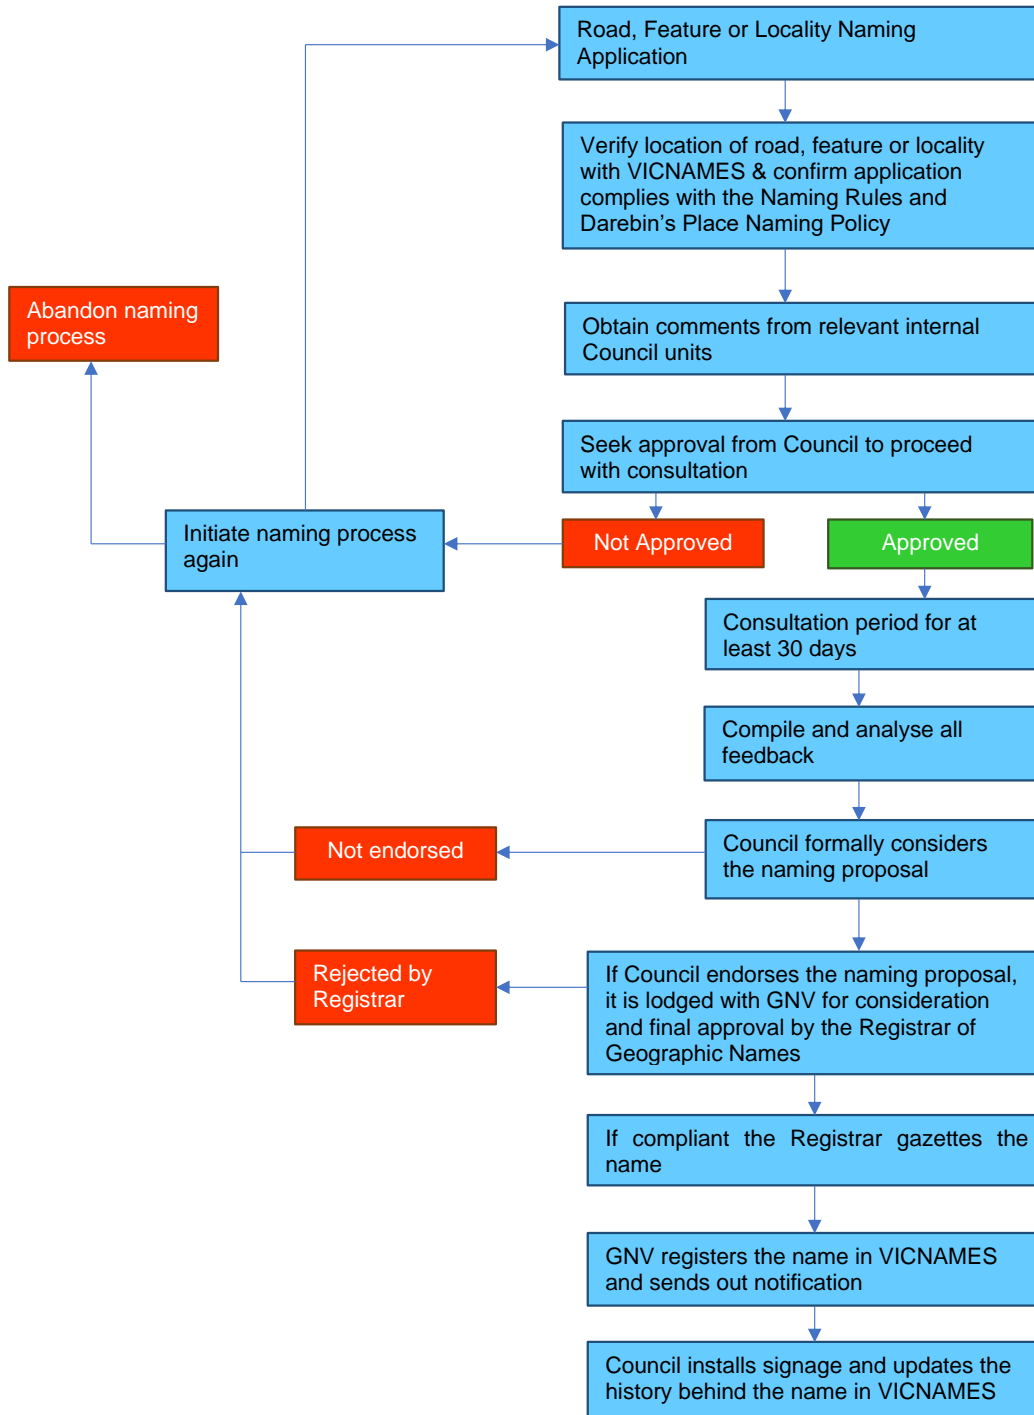 Road, Feature or Locality Naming
Application
Verify location of road, feature or locality
with VICNAMES & confirm application
complies with the Naming Rules and
Darebin’s Place Naming Policy
Abandon naming
process
Obtain comments from relevant internal
Council units
Seek approval from Council to proceed
with consultation
Initiate naming process
again
Not Approved
Approved
Consultation period for at
least 30 days
Compile and analyse all
feedback
Not endorsed
Council formally considers
the naming proposal
Rejected by
Registrar
If Council endorses the naming proposal,
it is lodged with GNV for consideration
and final approval by the Registrar of
Geographic Names
If compliant the Registrar gazettes the
name
GNV registers the name in VICNAMES
and sends out notification
Council installs signage and updates the
history behind the name in VICNAMES